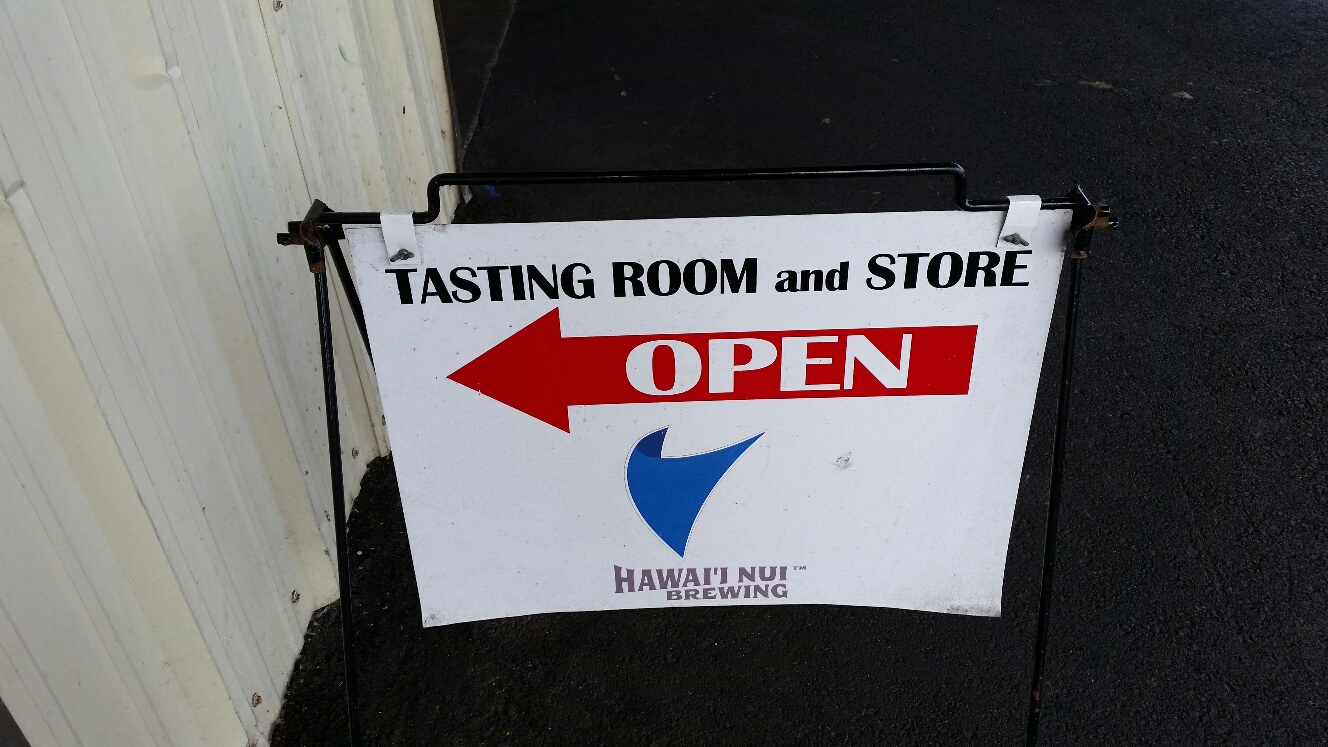 TASTING ROOM and STORE
OPEN
HAWAI'I NUI™
BREWING